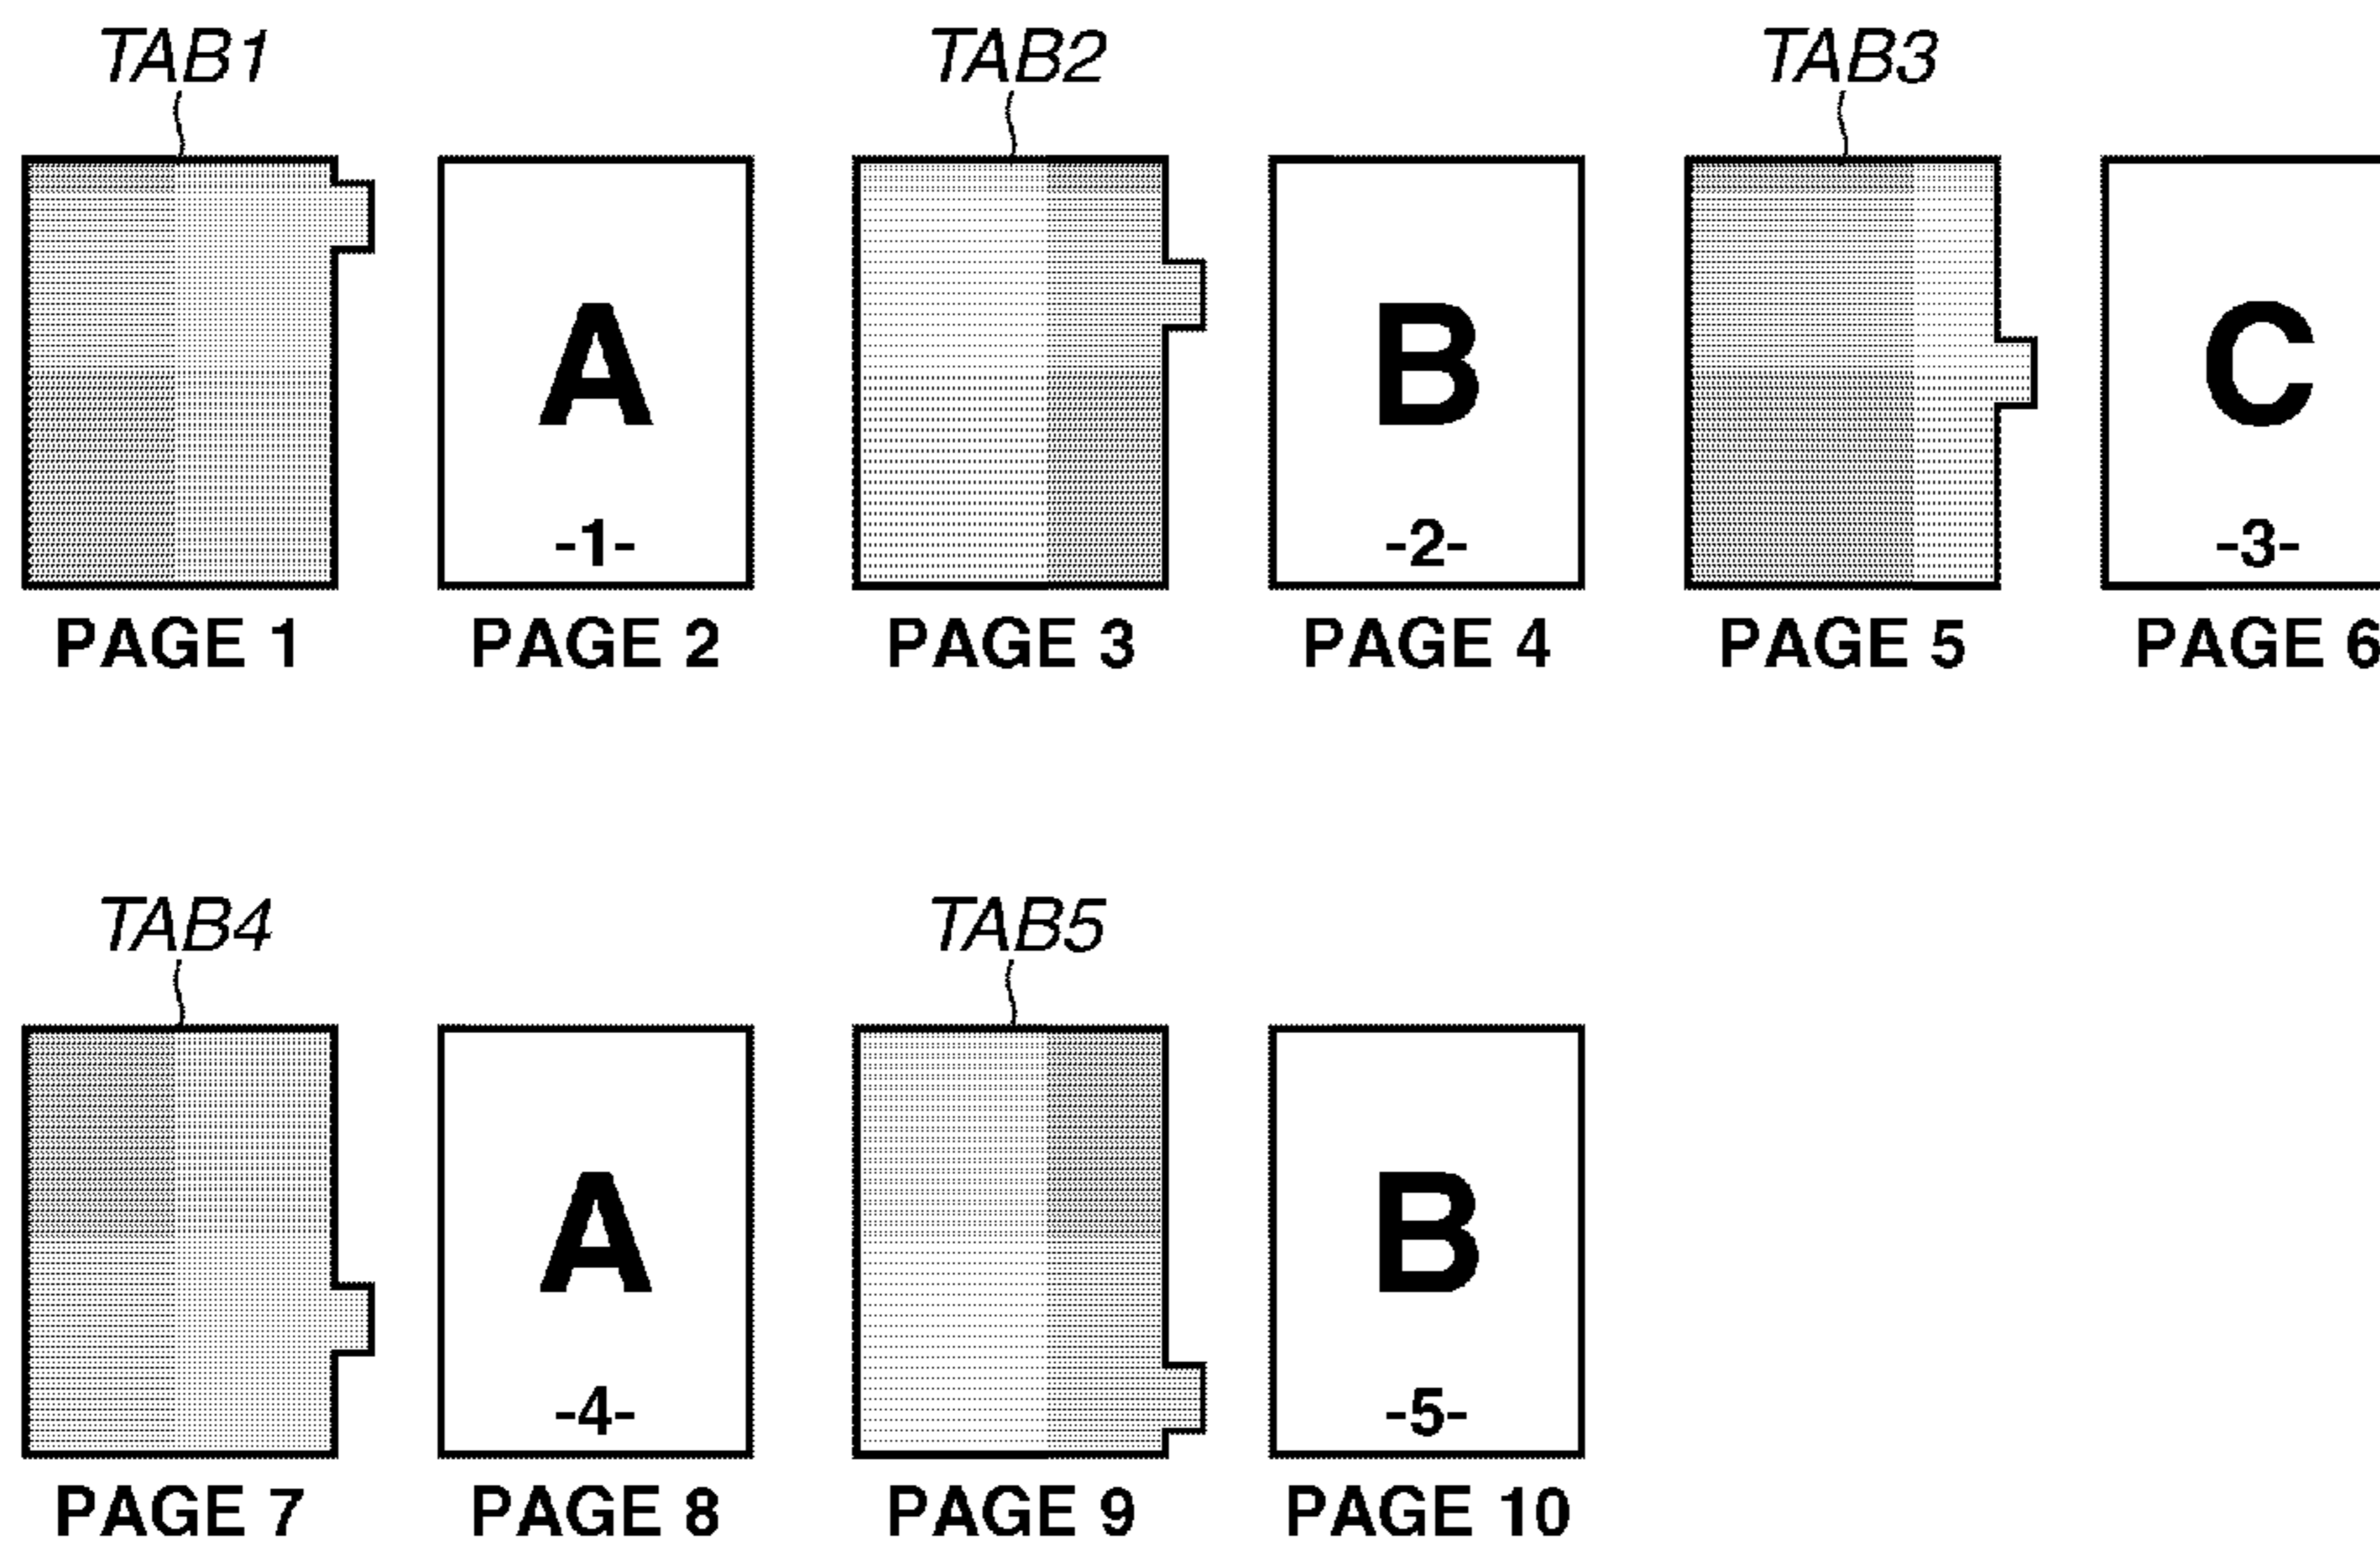 TAB1 TAB2 TAB3
A B C
-1- -2- -3-
PAGE 1 PAGE 2 PAGE 3 PAGE 4 PAGE 5 PAGE 6
TAB4 TAB5
A B
-4- -5-
PAGE 7 PAGE 8 PAGE 9 PAGE 10